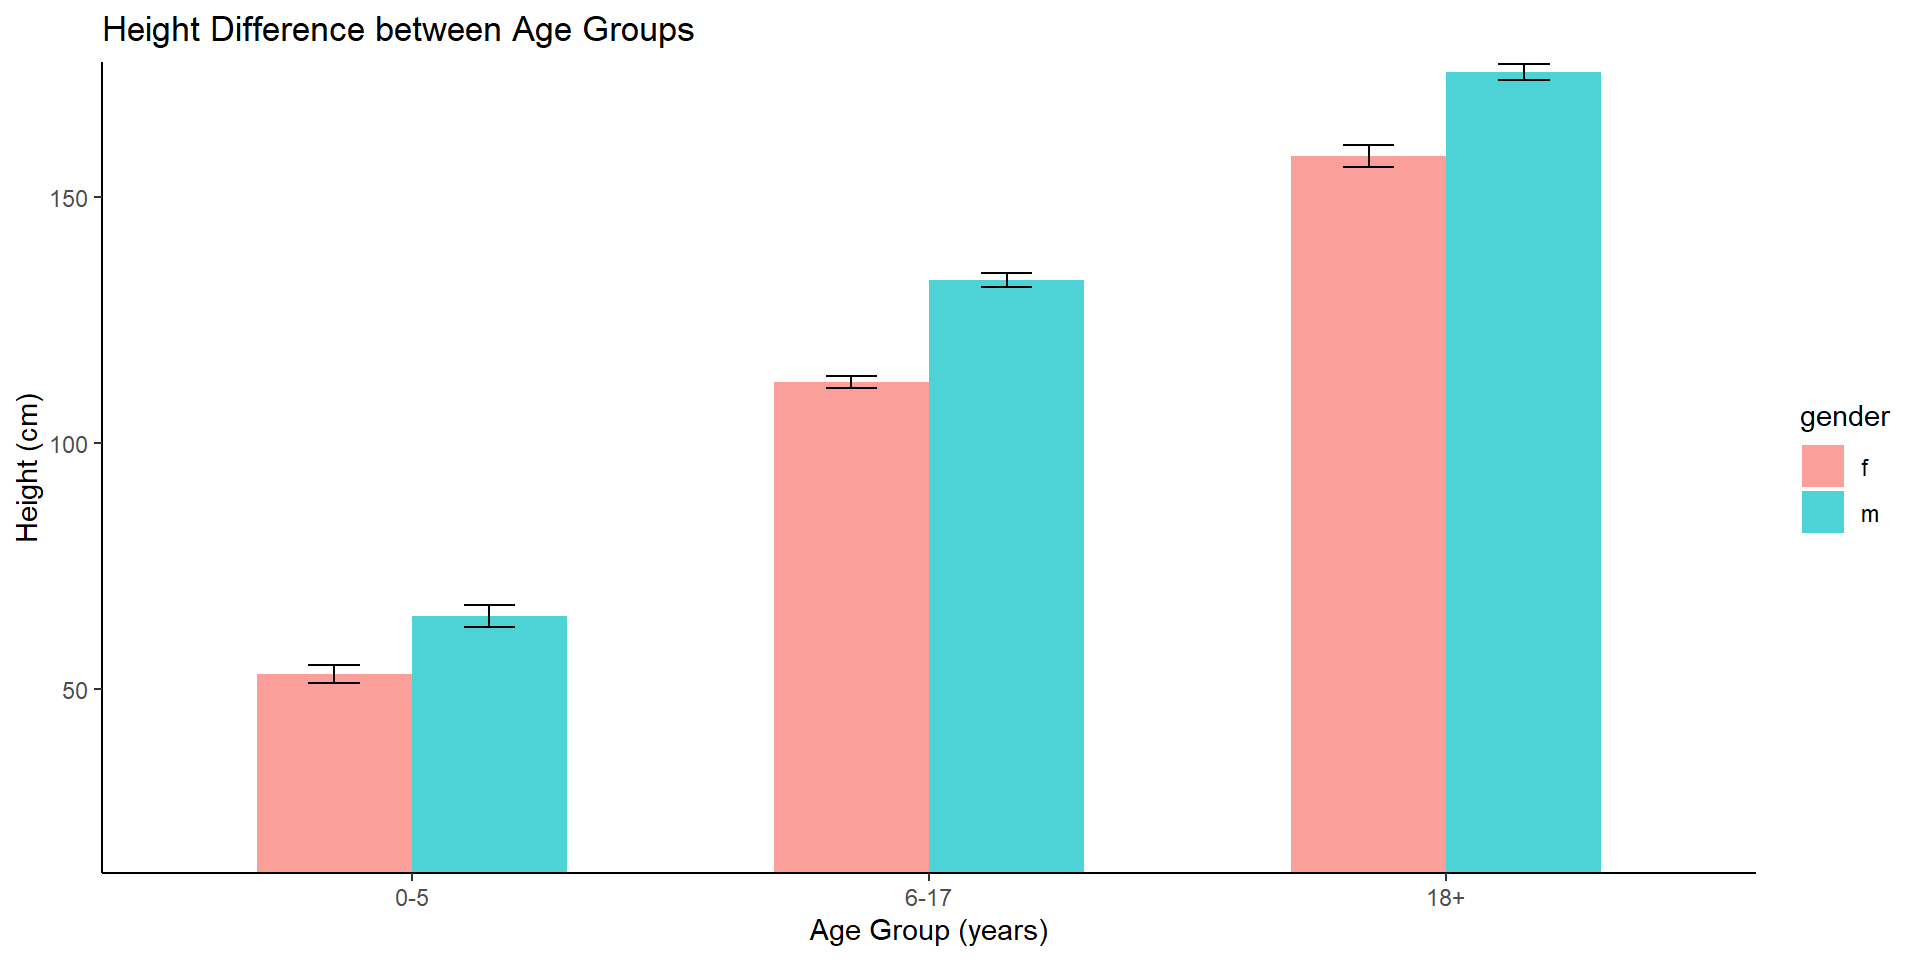 Height Difference between Age Groups
Height (cm)
150
100
50
0-5
6-17
18+
Age Group (years)
gender
f
m